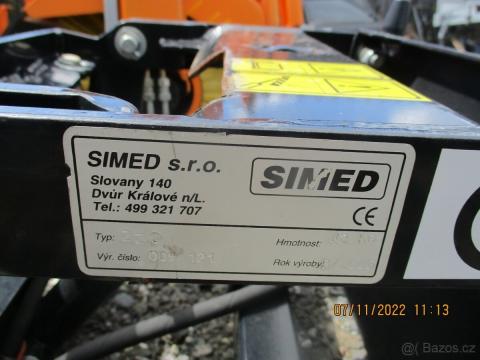 SIMED s.r.o.
Slovany 140
Dvůr Králové n/L.
Tel.: 499 321 707
SIMED
CE
Typ:
Hmotnost:
Výr. číslo:
Rok výroby:
07/11/2022 11:13
Bazos.cz